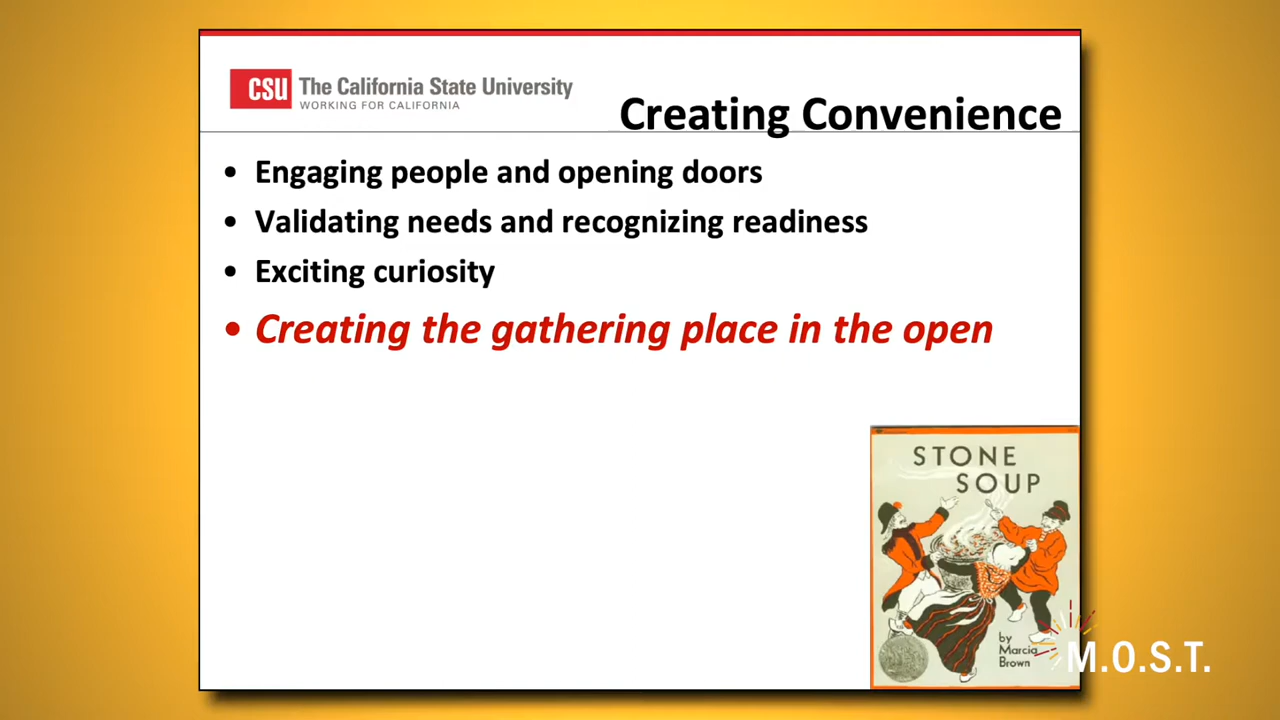 CSU The California State University
WORKING FOR CALIFORNIA
Creating Convenience
• Engaging people and opening doors
• Validating needs and recognizing readiness
• Exciting curiosity
• Creating the gathering place in the open
STONE
SOUP
by
Marcia
Brown
M.O.S.T.